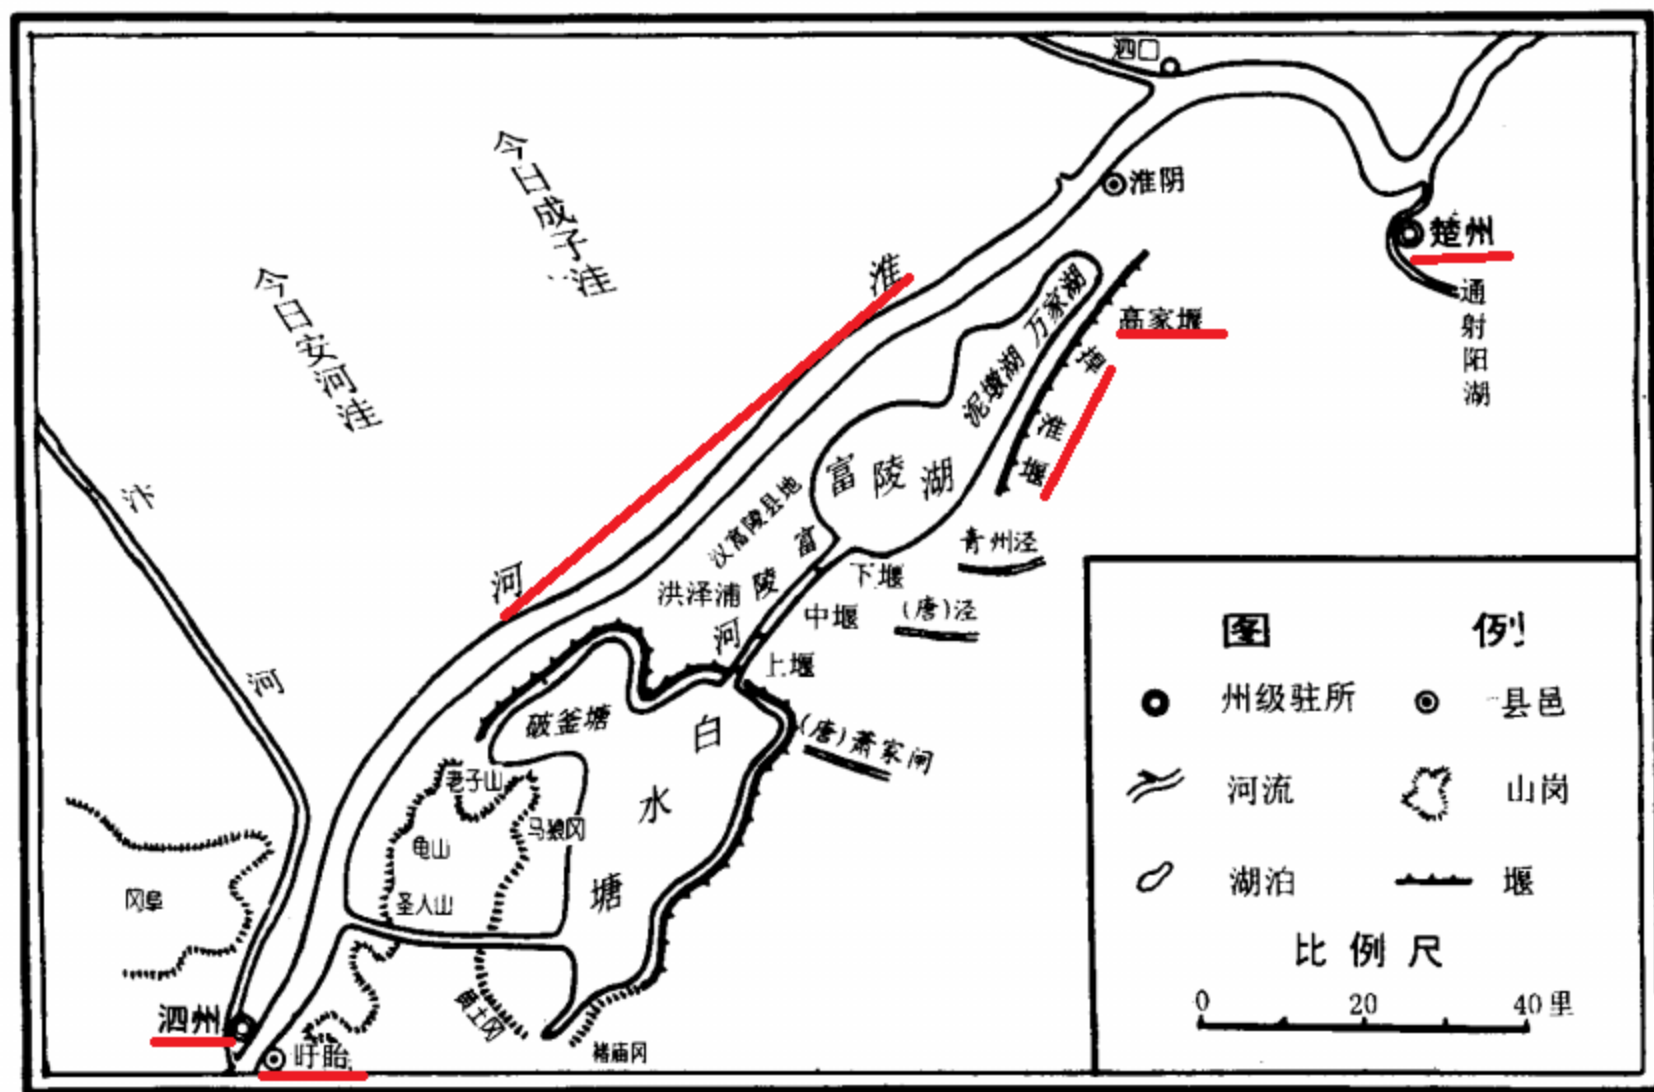 泗口
淮阴
楚州
通射阳湖
今日成子洼
今日安河洼
淮河
高家堰
捍淮堰
万家湖
泥墩湖
富陵湖
汉富陵县地
富陵河
洪泽浦
青州泾
下堰
(唐)泾
中堰
上堰
(唐)萧家闸
汴河
破釜塘
白水塘
老子山
马狼冈
龟山
圣人山
冈阜
黄土冈
褚庙冈
泗州
盱眙
图例
州级驻所
县邑
河流
山岗
湖泊
堰
比例尺
0 20 40里